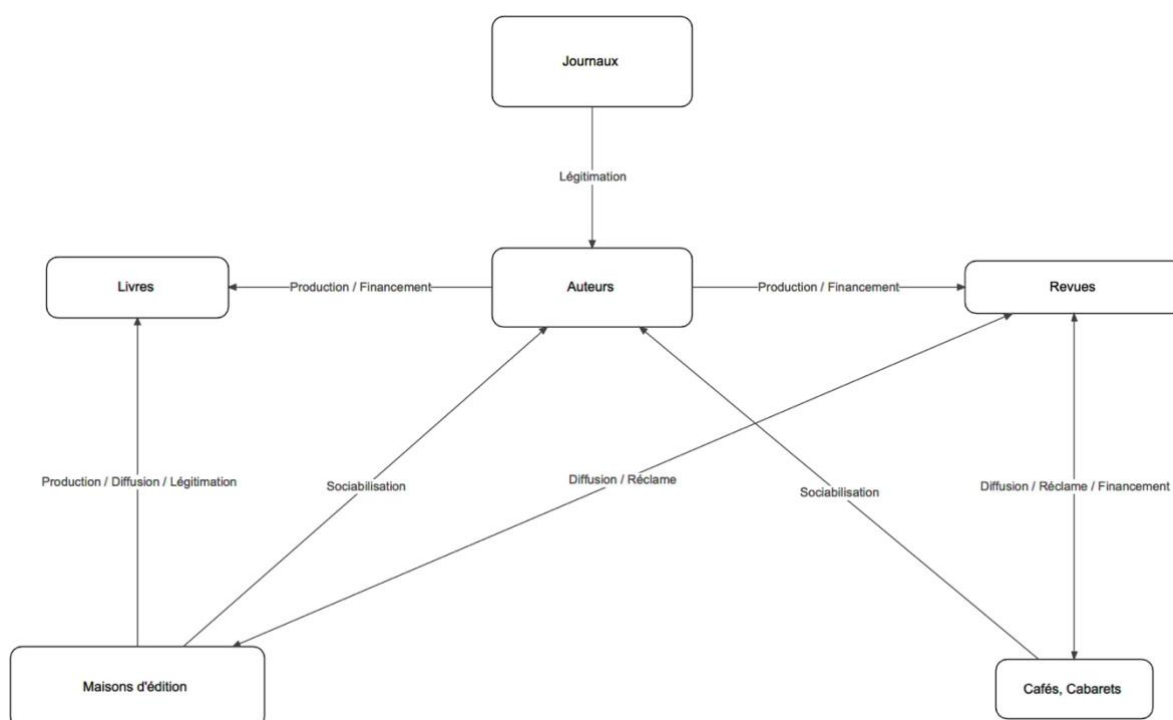 Journaux
Légitimation
Livres
Production / Financement
Auteurs
Production / Financement
Revues
Production / Diffusion / Légitimation
Sociabilisation
Diffusion / Réclame
Sociabilisation
Diffusion / Réclame / Financement
Maisons d'édition
Cafés, Cabarets